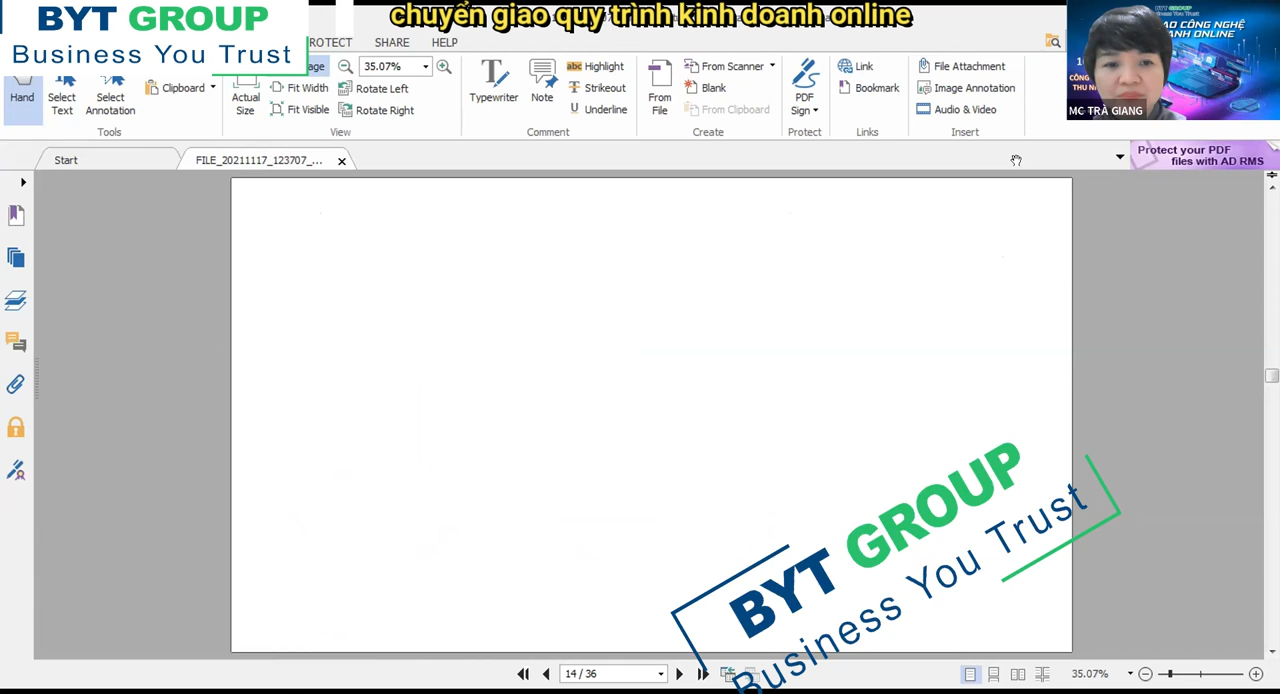 BYT GROUP
Business You Trust
chuyển giao quy trình kinh doanh online
ROTECT SHARE HELP
Hand
Select Text
Select Annotation
Clipboard
Tools
Actual Size
age
35.07%
Fit Width
Fit Visible
Rotate Left
Rotate Right
View
Typewriter
Note
Highlight
Strikeout
Underline
Comment
From File
From Scanner
Blank
From Clipboard
Create
PDF Sign
Protect
Link
Bookmark
Links
File Attachment
Image Annotation
Audio & Video
Insert
BYT GROUP
MC TRÀ GIANG
Start
FILE_20211117_123707_...
Protect your PDF
files with AD RMS
BYT GROUP
Business You Trust
14 / 36
35.07%